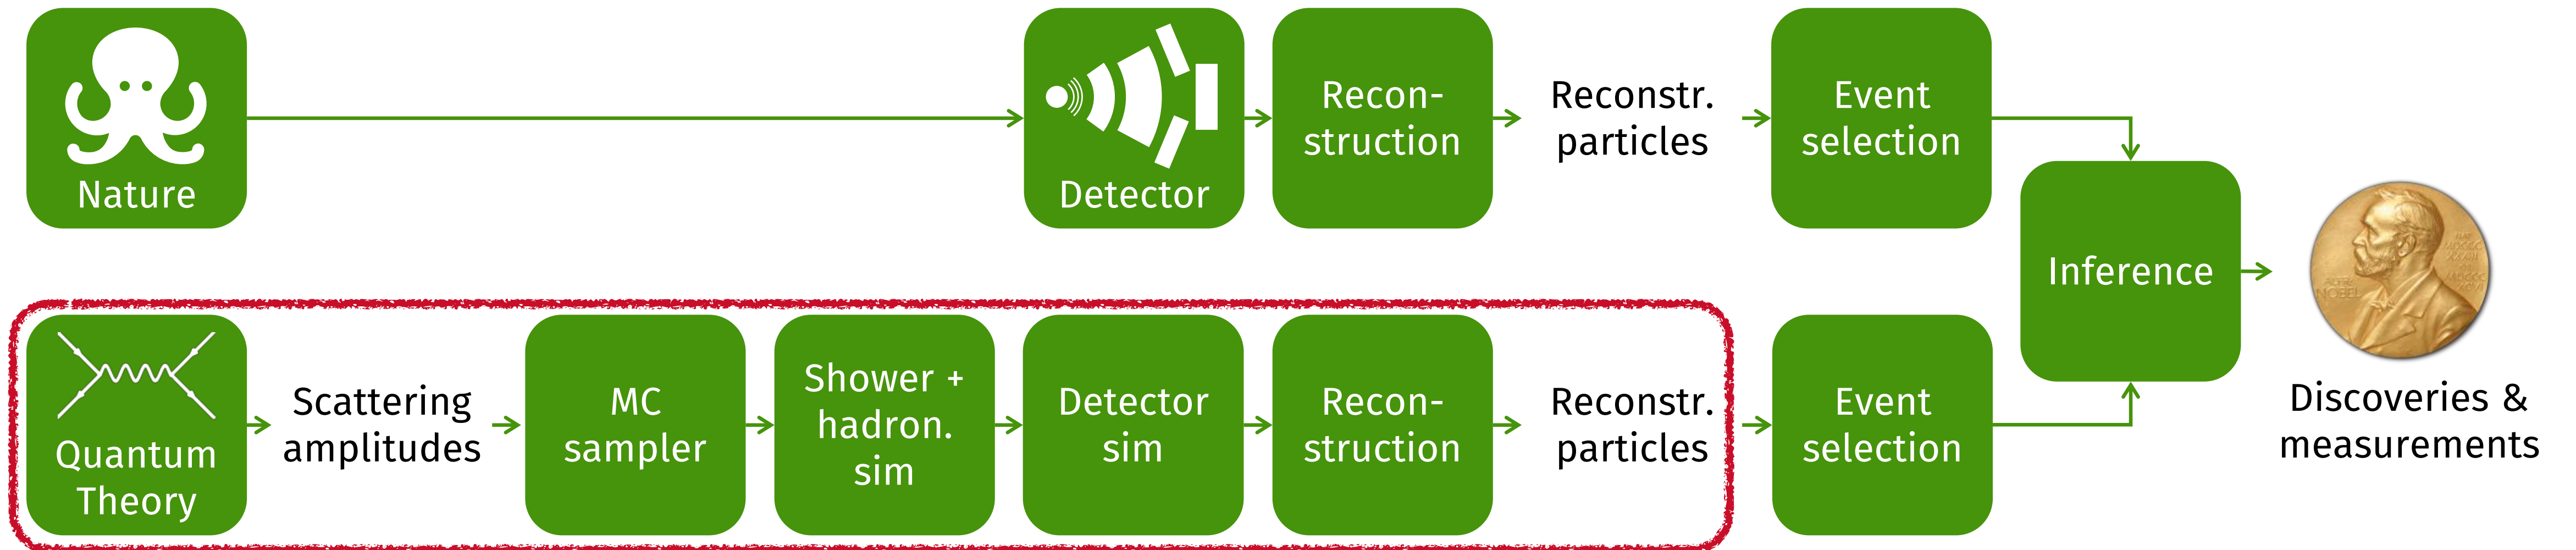 Nature
Detector
Recon-
struction
Reconstr.
particles
Event
selection
Inference
NOBEL
Discoveries &
measurements
Quantum
Theory
Scattering
amplitudes
MC
sampler
Shower +
hadron.
sim
Detector
sim
Recon-
struction
Reconstr.
particles
Event
selection